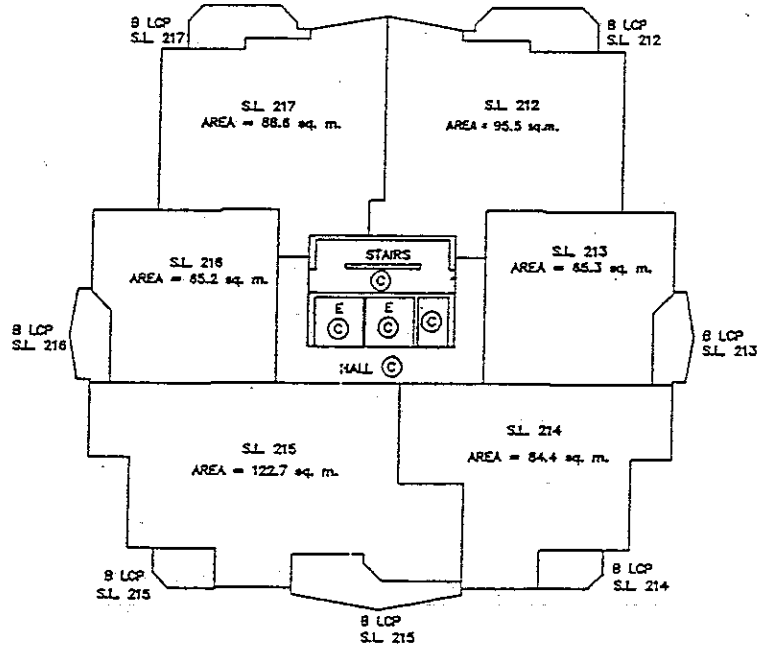 B LCP
S.L. 217
B LCP
S.L. 212
S.L. 217
AREA = 88.6 sq. m.
S.L. 212
AREA = 95.5 sq.m.
STAIRS
C
S.L. 216
AREA = 65.2 sq. m.
S.L. 213
AREA = 65.3 sq. m.
E
C
E
C
C
HALL C
B LCP
S.L. 216
B LCP
S.L. 213
S.L. 215
AREA = 122.7 sq. m.
S.L. 214
AREA = 84.4 sq. m.
B LCP
S.L. 215
B LCP
S.L. 214
B LCP
S.L. 215